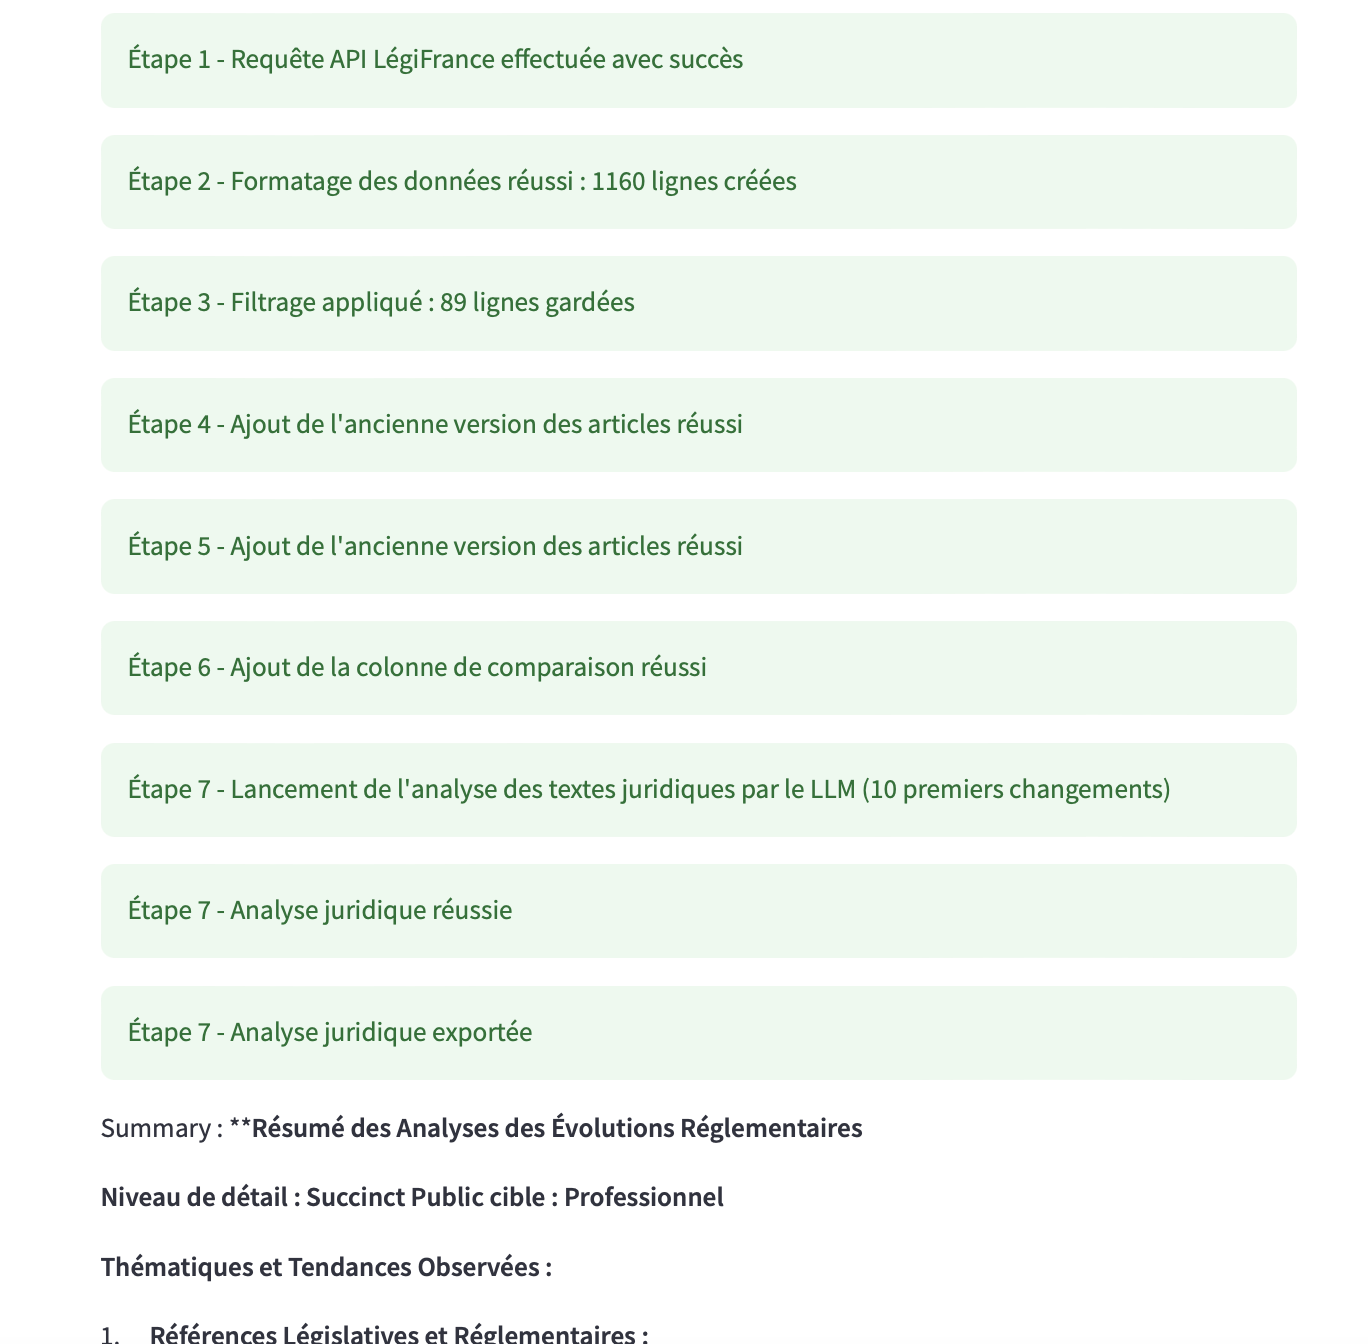 Étape 1 - Requête API LégiFrance effectuée avec succès
Étape 2 - Formatage des données réussi : 1160 lignes créées
Étape 3 - Filtrage appliqué : 89 lignes gardées
Étape 4 - Ajout de l'ancienne version des articles réussi
Étape 5 - Ajout de l'ancienne version des articles réussi
Étape 6 - Ajout de la colonne de comparaison réussi
Étape 7 - Lancement de l'analyse des textes juridiques par le LLM (10 premiers changements)
Étape 7 - Analyse juridique réussie
Étape 7 - Analyse juridique exportée
Summary : **Résumé des Analyses des Évolutions Réglementaires
Niveau de détail : Succinct Public cible : Professionnel
Thématiques et Tendances Observées :
1. Références Législatives et Réglementaires :